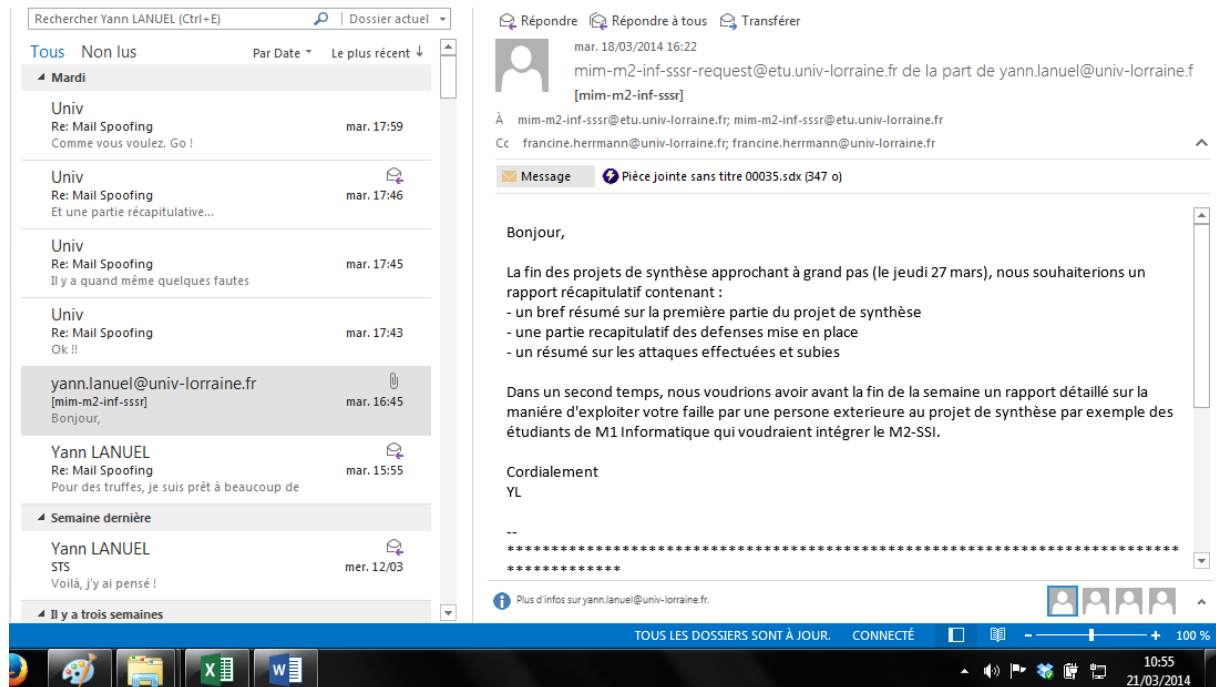 Rechercher Yann LANUEL (Ctrl+E)
Dossier actuel
Tous Non lus Par Date Le plus récent ↓
Mardi
Univ
Re: Mail Spoofing mar. 17:59
Comme vous voulez. Go !
Univ
Re: Mail Spoofing mar. 17:46
Et une partie récapitulative...
Univ
Re: Mail Spoofing mar. 17:45
Il y a quand même quelques fautes
Univ
Re: Mail Spoofing mar. 17:43
Ok !!
yann.lanuel@univ-lorraine.fr
[mim-m2-inf-sssr] mar. 16:45
Bonjour,
Yann LANUEL
Re: Mail Spoofing mar. 15:55
Pour des truffes, je suis prêt à beaucoup de
Semaine dernière
Yann LANUEL
STS mer. 12/03
Voilà, j'y ai pensé !
Il y a trois semaines
Répondre Répondre à tous Transférer
mar. 18/03/2014 16:22
mim-m2-inf-sssr-request@etu.univ-lorraine.fr de la part de yann.lanuel@univ-lorraine.f
[mim-m2-inf-sssr]
À mim-m2-inf-sssr@etu.univ-lorraine.fr; mim-m2-inf-sssr@etu.univ-lorraine.fr
Cc francine.herrmann@univ-lorraine.fr; francine.herrmann@univ-lorraine.fr
Message Pièce jointe sans titre 00035.sdx (347 o)
Bonjour,
La fin des projets de synthèse approchant à grand pas (le jeudi 27 mars), nous souhaiterions un
rapport récapitulatif contenant :
- un bref résumé sur la première partie du projet de synthèse
- une partie recapitulatif des defenses mise en place
- un résumé sur les attaques effectuées et subies
Dans un second temps, nous voudrions avoir avant la fin de la semaine un rapport détaillé sur la
maniére d'exploiter votre faille par une persone exterieure au projet de synthèse par exemple des
étudiants de M1 Informatique qui voudraient intégrer le M2-SSI.
Cordialement
YL
--
*****************************************************************************
*************
Plus d'infos sur yann.lanuel@univ-lorraine.fr.
TOUS LES DOSSIERS SONT À JOUR. CONNECTÉ 100 %
10:55
21/03/2014